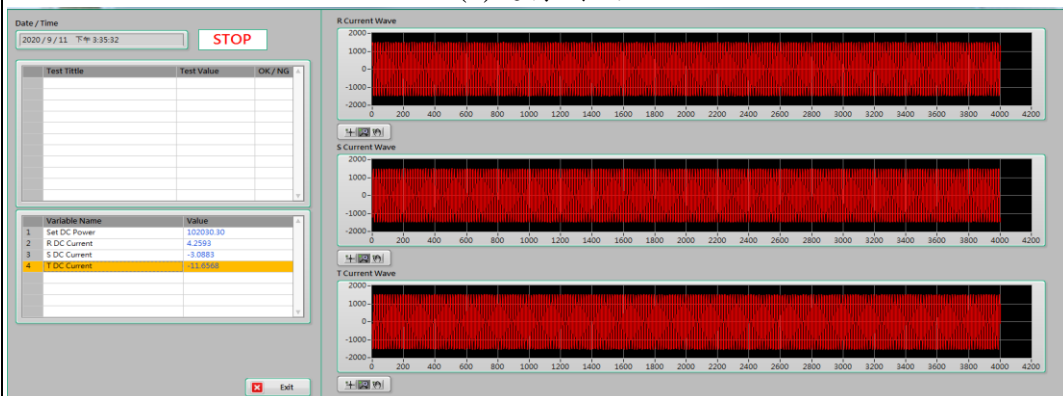 Date / Time
2020 / 9 / 11 下午 3:35:32
STOP
Test Tittle Test Value OK / NG
Variable Name Value
1 Set DC Power 102030.30
2 R DC Current 4.2593
3 S DC Current -3.0883
4 T DC Current -11.6568
Exit
R Current Wave
2000
1000
0
-1000
-2000
0 200 400 600 800 1000 1200 1400 1600 1800 2000 2200 2400 2600 2800 3000 3200 3400 3600 3800 4000 4200
S Current Wave
2000
1000
0
-1000
-2000
0 200 400 600 800 1000 1200 1400 1600 1800 2000 2200 2400 2600 2800 3000 3200 3400 3600 3800 4000 4200
T Current Wave
2000
1000
0
-1000
-2000
0 200 400 600 800 1000 1200 1400 1600 1800 2000 2200 2400 2600 2800 3000 3200 3400 3600 3800 4000 4200